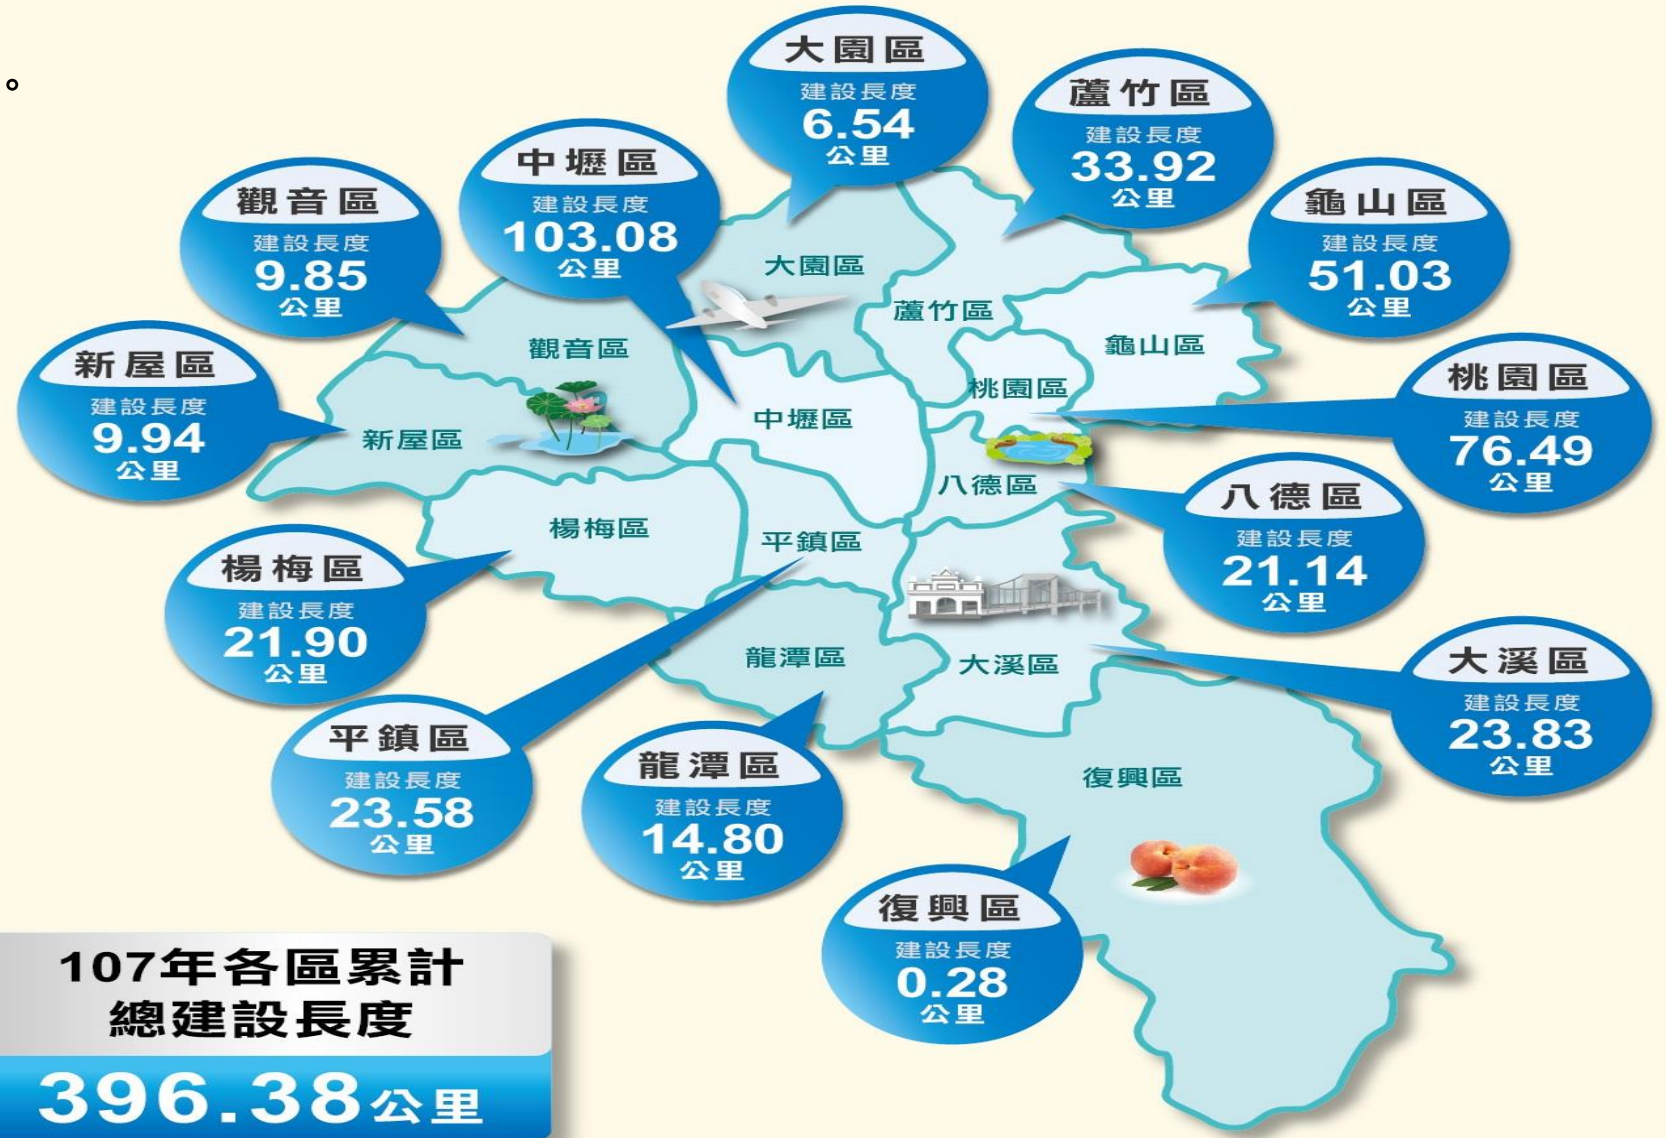 。
大園區
建設長度
6.54
公里
蘆竹區
建設長度
33.92
公里
中壢區
建設長度
103.08
公里
觀音區
建設長度
9.85
公里
龜山區
建設長度
51.03
公里
新屋區
建設長度
9.94
公里
桃園區
建設長度
76.49
公里
八德區
建設長度
21.14
公里
楊梅區
建設長度
21.90
公里
大溪區
建設長度
23.83
公里
平鎮區
建設長度
23.58
公里
龍潭區
建設長度
14.80
公里
復興區
建設長度
0.28
公里
大園區
蘆竹區
觀音區
龜山區
桃園區
中壢區
新屋區
八德區
楊梅區
平鎮區
龍潭區
大溪區
復興區
107年各區累計
總建設長度
396.38公里